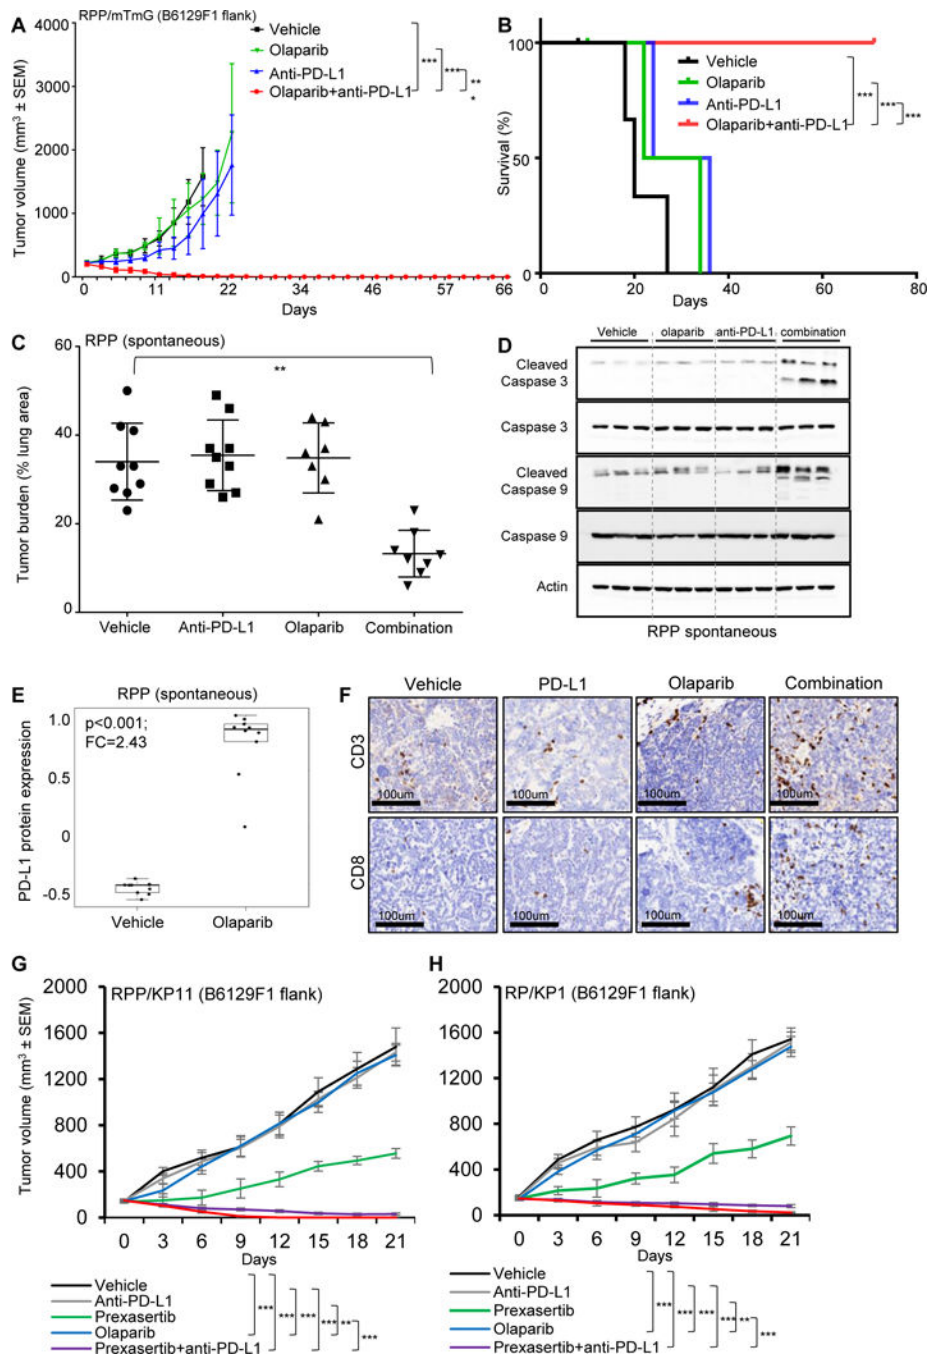 A
RPP/mTmG (B6129F1 flank)
4000
3000
2000
1000
0
Tumor volume (mm³ ± SEM)
0 11 22 34 46 57 66
Days
Vehicle
Olaparib
Anti-PD-L1
Olaparib+anti-PD-L1
***
***
**
*
B
100
50
0
Survival (%)
0 20 40 60 80
Days
Vehicle
Olaparib
Anti-PD-L1
Olaparib+anti-PD-L1
***
***
***
C
RPP (spontaneous)
60
40
20
0
Tumor burden (% lung area)
**
Vehicle Anti-PD-L1 Olaparib Combination
D
Vehicle olaparib anti-PD-L1 combination
Cleaved
Caspase 3
Caspase 3
Cleaved
Caspase 9
Caspase 9
Actin
RPP spontaneous
E
RPP (spontaneous)
p<0.001;
FC=2.43
1.0
0.5
0
-0.5
PD-L1 protein expression
Vehicle Olaparib
F
Vehicle PD-L1 Olaparib Combination
CD3
100um 100um 100um 100um
CD8
100um 100um 100um 100um
G
RPP/KP11 (B6129F1 flank)
2000
1600
1200
800
400
0
Tumor volume (mm³ ± SEM)
0 3 6 9 12 15 18 21
Days
Vehicle
Anti-PD-L1
Prexasertib
Olaparib
Prexasertib+anti-PD-L1
*** *** *** *** ** ***
H
RP/KP1 (B6129F1 flank)
2000
1600
1200
800
400
0
0 3 6 9 12 15 18 21
Days
Vehicle
Anti-PD-L1
Prexasertib
Olaparib
Prexasertib+anti-PD-L1
*** *** *** *** ** ***